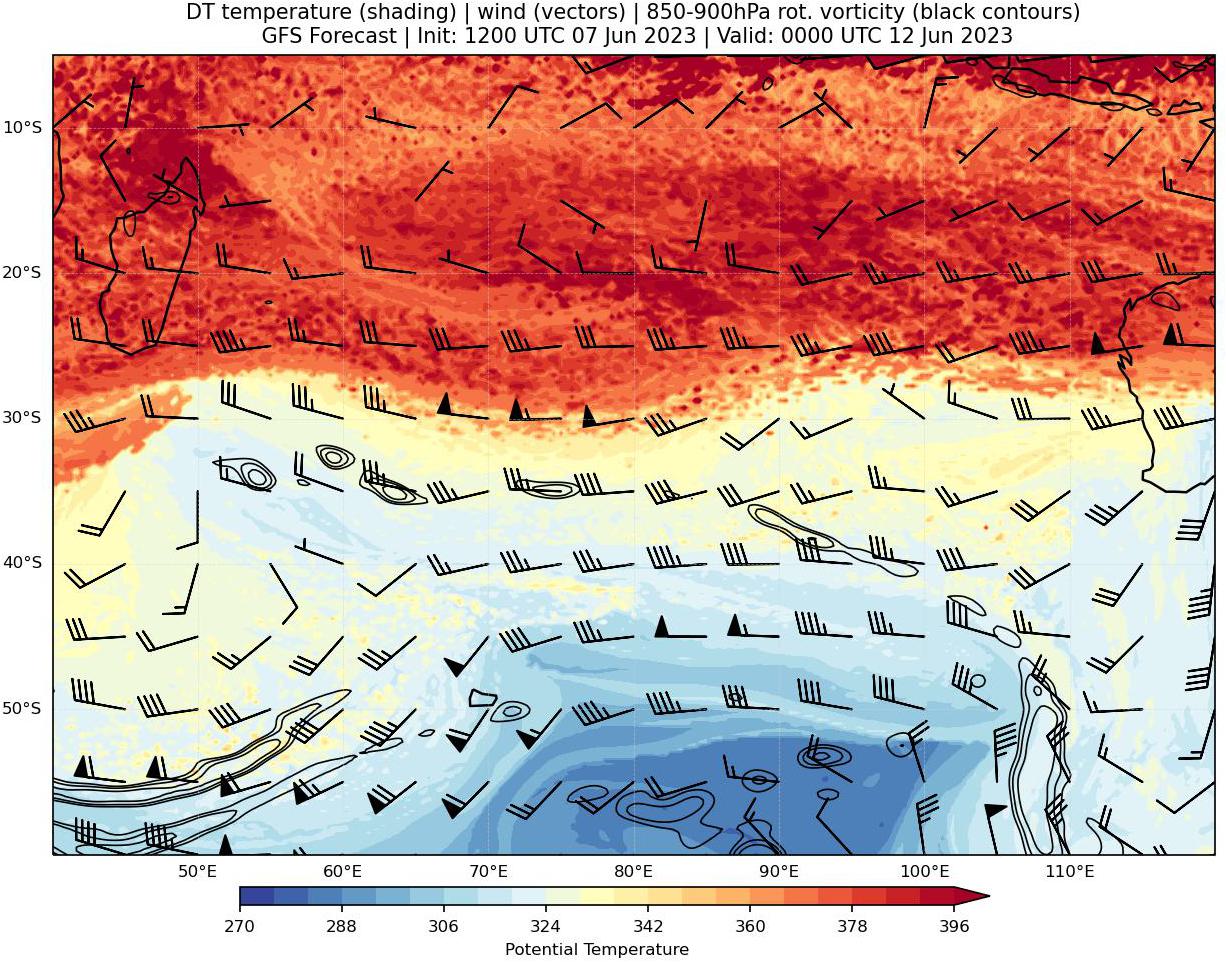 DT temperature (shading) | wind (vectors) | 850-900hPa rot. vorticity (black contours)
GFS Forecast | Init: 1200 UTC 07 Jun 2023 | Valid: 0000 UTC 12 Jun 2023
10°S
20°S
30°S
40°S
50°S
50°E 60°E 70°E 80°E 90°E 100°E 110°E
270 288 306 324 342 360 378 396
Potential Temperature